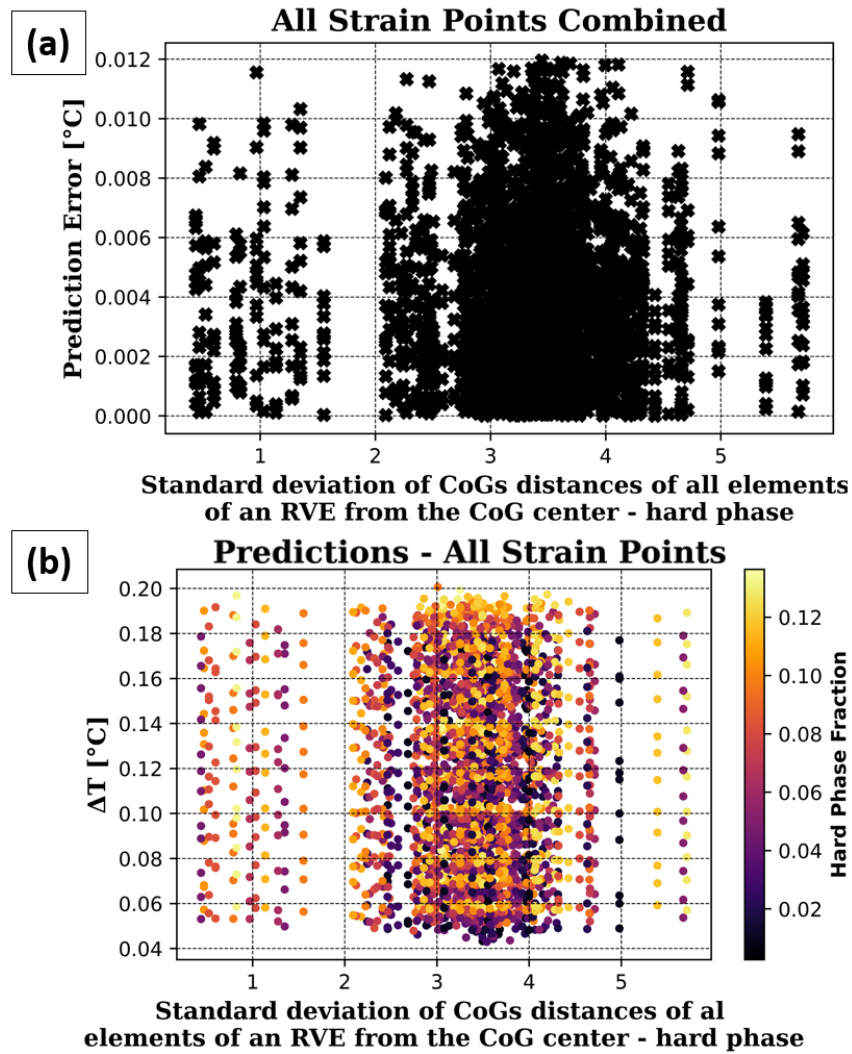 (a)
All Strain Points Combined
Prediction Error [°C]
0.012
0.010
0.008
0.006
0.004
0.002
0.000
1 2 3 4 5
Standard deviation of CoGs distances of all elements
of an RVE from the CoG center - hard phase
(b)
Predictions - All Strain Points
ΔT [°C]
0.20
0.18
0.16
0.14
0.12
0.10
0.08
0.06
0.04
1 2 3 4 5
0.12
0.10
0.08
0.06
0.04
0.02
Hard Phase Fraction
Standard deviation of CoGs distances of al
elements of an RVE from the CoG center - hard phase